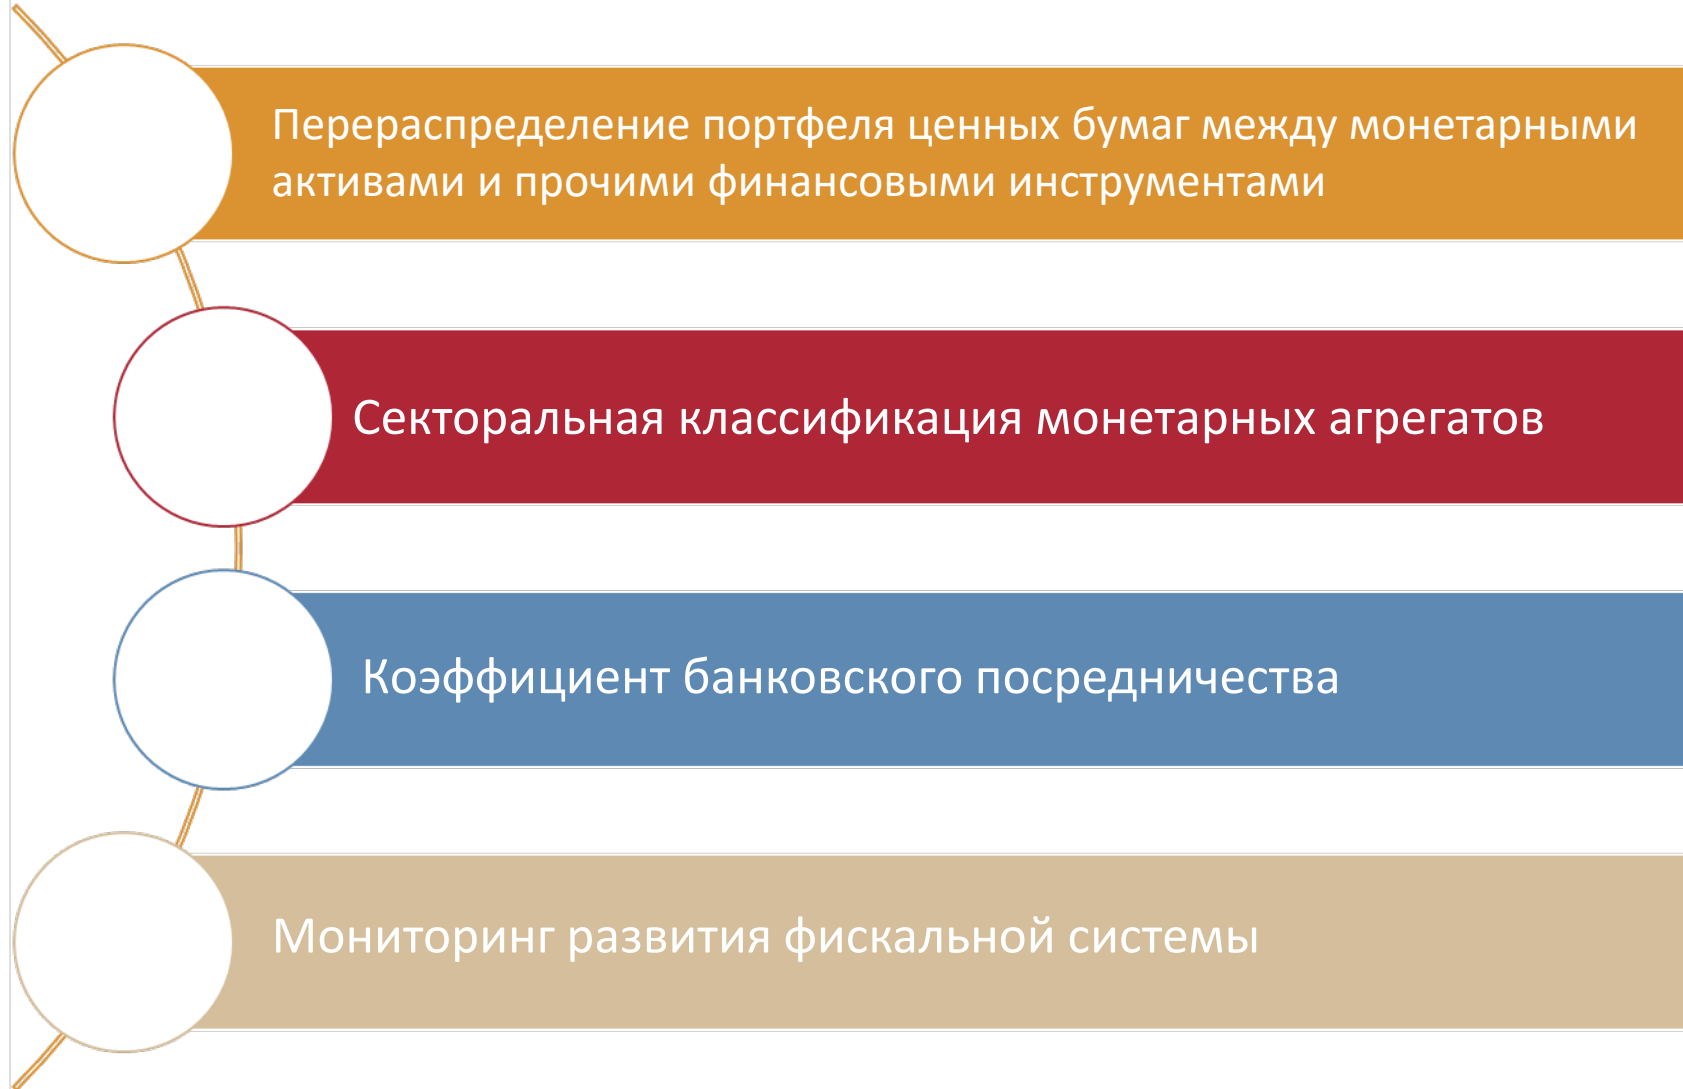 Перераспределение портфеля ценных бумаг между монетарными
активами и прочими финансовыми инструментами
Секторальная классификация монетарных агрегатов
Коэффициент банковского посредничества
Мониторинг развития фискальной системы